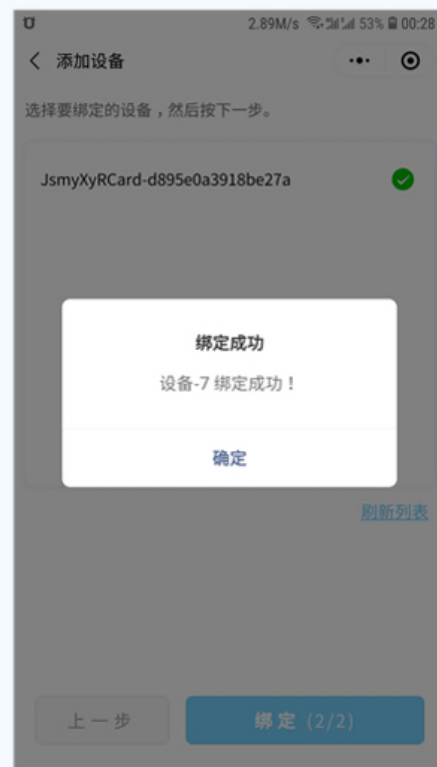 2.89M/s 53% 00:28
添加设备
选择要绑定的设备，然后按下一步。
JsmyXyRCard-d895e0a3918be27a
绑定成功
设备-7 绑定成功！
确定
刷新列表
上一步 绑定 (2/2)